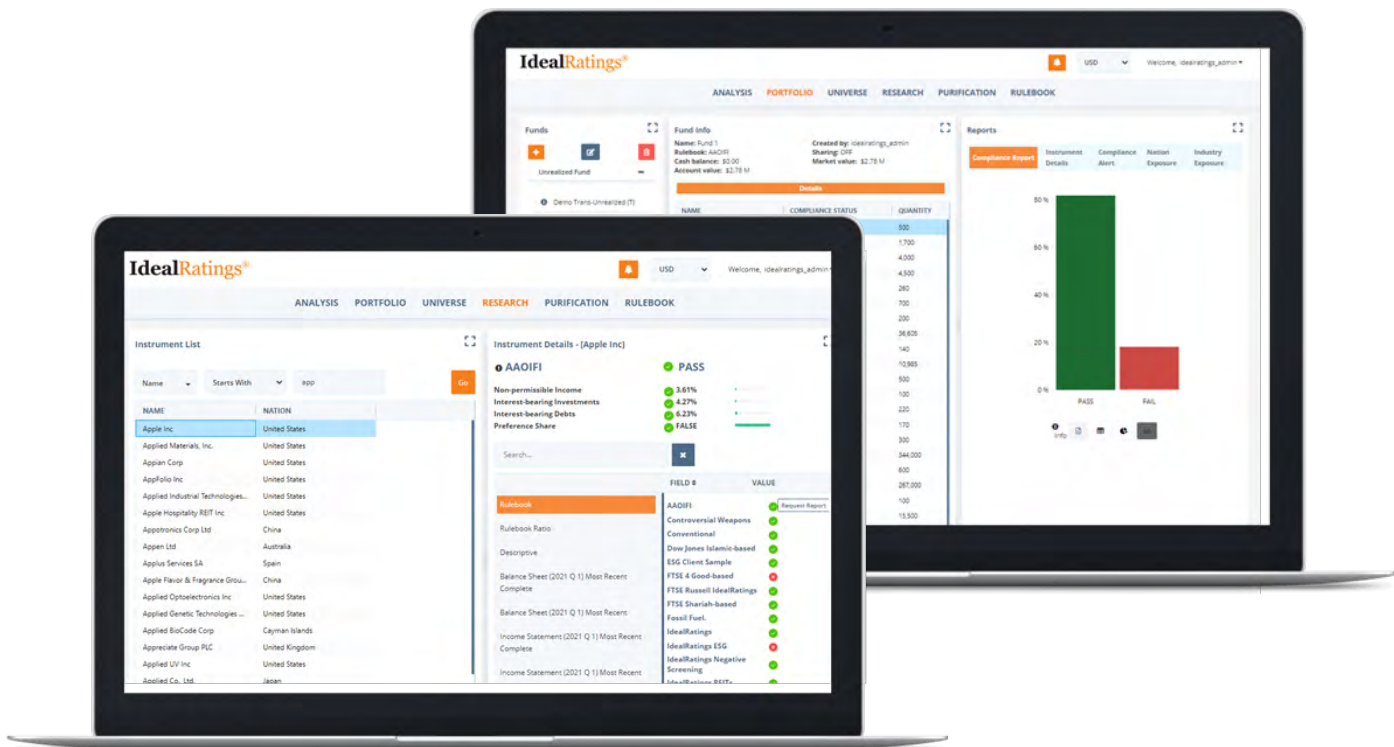 IdealRatings®
USD
Welcome, idealratings_admin
ANALYSIS PORTFOLIO UNIVERSE RESEARCH PURIFICATION RULEBOOK
Funds
Unrealized Fund
Demo Trans-Unrealized (T)
Fund Info
Name: Fund 1
Rulebook: AAOIFI
Cash balance: $0.00
Account value: $2.78 M
Created by: idealratings_admin
Sharing: OFF
Market value: $2.78 M
Details
NAME COMPLIANCE STATUS QUANTITY
500
1,700
4,000
4,500
260
700
200
36,605
140
10,985
500
100
220
170
300
344,000
600
267,000
100
15,500
Reports
Compliance Report
Instrument Details
Compliance Alert
Nation Exposure
Industry Exposure
80 %
60 %
40 %
20 %
0 %
PASS FAIL
Info
IdealRatings®
USD
Welcome, idealratings_admin
ANALYSIS PORTFOLIO UNIVERSE RESEARCH PURIFICATION RULEBOOK
Instrument List
Name Starts With app Go
NAME NATION
Apple Inc United States
Applied Materials, Inc. United States
Appian Corp United States
AppFolio Inc United States
Applied Industrial Technologies... United States
Apple Hospitality REIT Inc United States
Appotronics Corp Ltd China
Appen Ltd Australia
Applus Services SA Spain
Apple Flavor & Fragrance Grou... China
Applied Optoelectronics Inc United States
Applied Genetic Technologies ... United States
Applied BioCode Corp Cayman Islands
Appreciate Group PLC United Kingdom
Applied UV Inc United States
Applied Co., Ltd. Japan
Instrument Details - [Apple Inc]
AAOIFI PASS
Non-permissible Income 3.61%
Interest-bearing Investments 4.27%
Interest-bearing Debts 6.23%
Preference Share FALSE
Search...
Rulebook
Rulebook Ratio
Descriptive
Balance Sheet (2021 Q 1) Most Recent
Complete
Balance Sheet (2021 Q 1) Most Recent
Income Statement (2021 Q 1) Most Recent
Complete
Income Statement (2021 Q 1) Most Recent
FIELD VALUE
AAOIFI Request Report
Controversial Weapons
Conventional
Dow Jones Islamic-based
ESG Client Sample
FTSE 4 Good-based
FTSE Russell IdealRatings
FTSE Shariah-based
Fossil Fuel.
IdealRatings
IdealRatings ESG
IdealRatings Negative
Screening
IdealRatings REITs